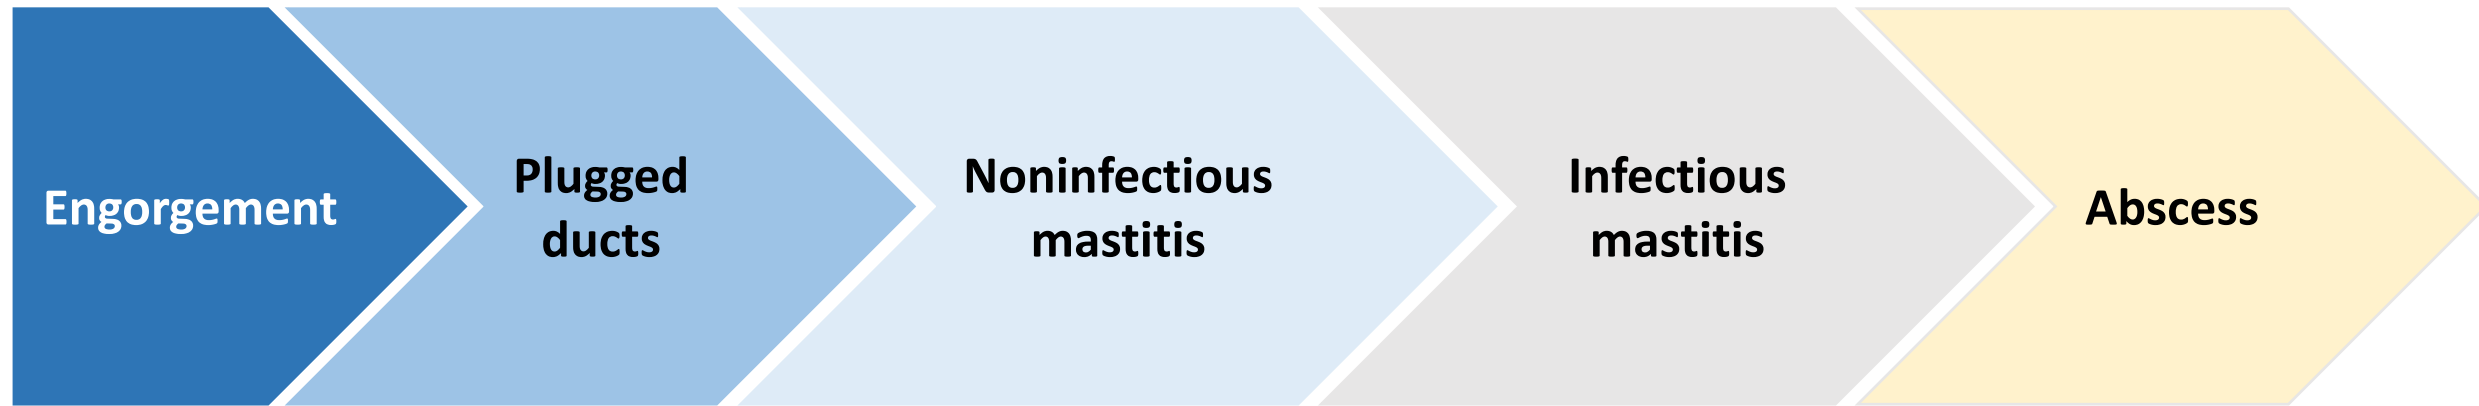 Engorgement
Plugged
ducts
Noninfectious
mastitis
Infectious
mastitis
Abscess